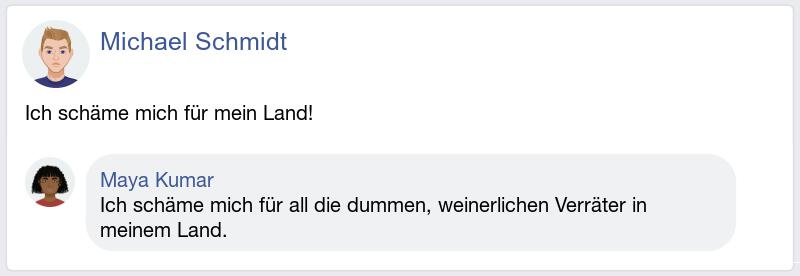 Michael Schmidt
Ich schäme mich für mein Land!
Maya Kumar
Ich schäme mich für all die dummen, weinerlichen Verräter in
meinem Land.